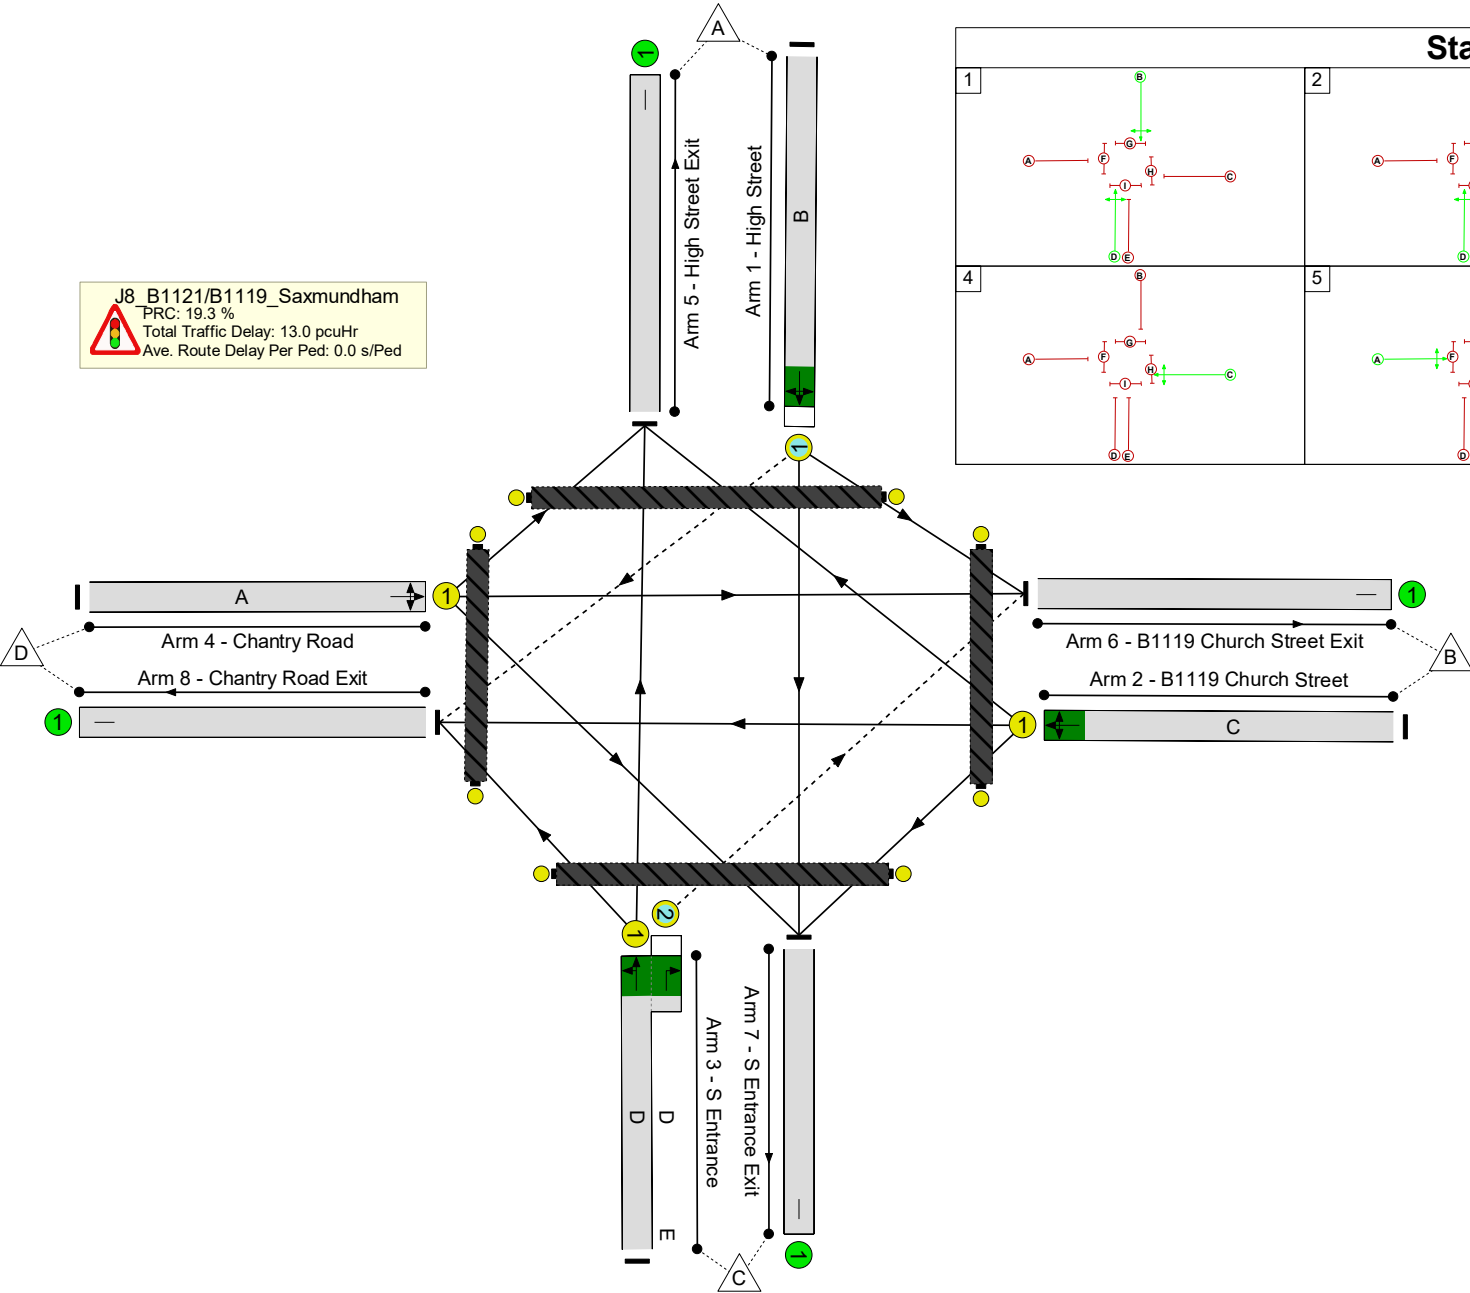 A
1
Sta
1
2
B
G
A
F
H
C
I
D
E
A
F
D
4
5
B
G
A
F
H
C
I
D
E
A
F
D
J8_B1121/B1119_Saxmundham
PRC: 19.3 %
Total Traffic Delay: 13.0 pcuHr
Ave. Route Delay Per Ped: 0.0 s/Ped
Arm 5 - High Street Exit
Arm 1 - High Street
B
1
A
1
Arm 4 - Chantry Road
D
Arm 8 - Chantry Road Exit
1
1
Arm 6 - B1119 Church Street Exit
B
Arm 2 - B1119 Church Street
1
C
1
2
D
D
E
Arm 3 - S Entrance
Arm 7 - S Entrance Exit
1
C